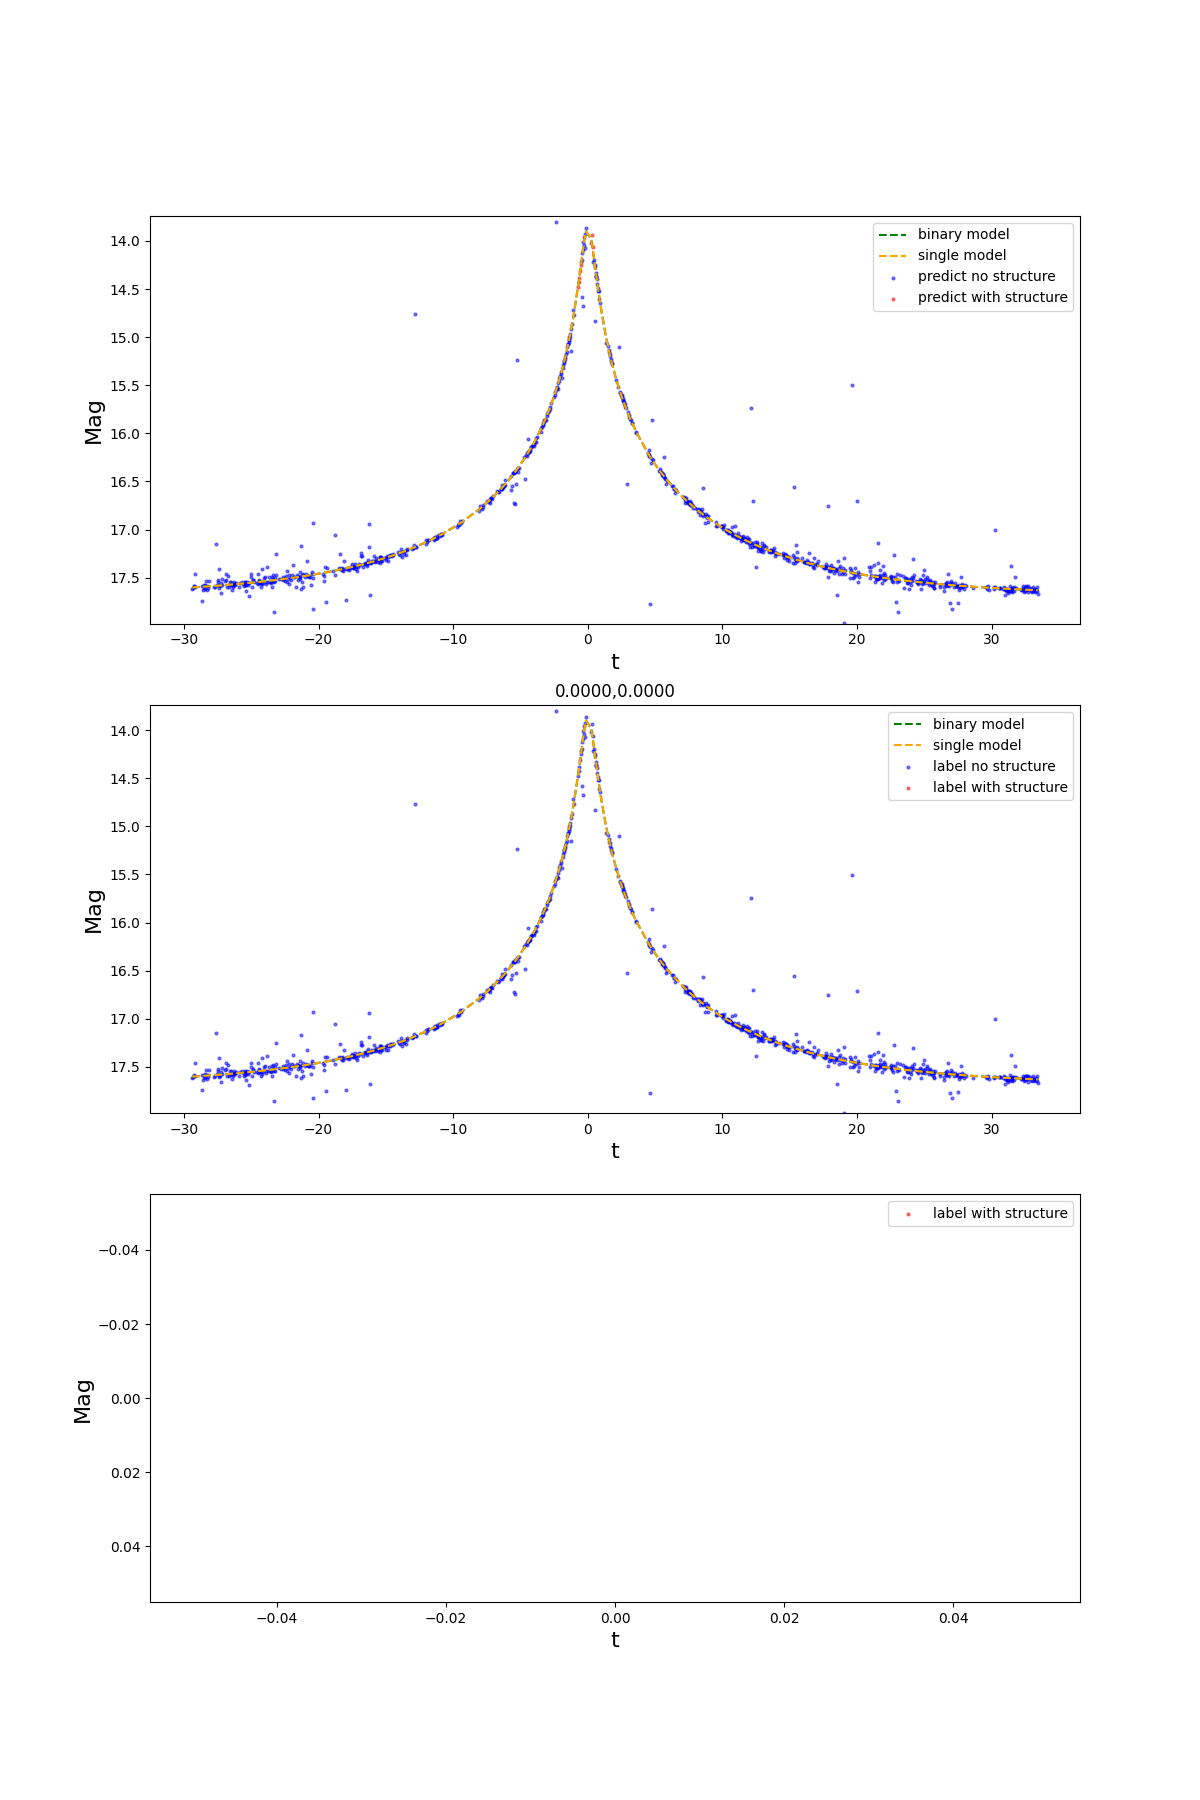 14.0
14.5
15.0
15.5
16.0
16.5
17.0
17.5
Mag
binary model
single model
predict no structure
predict with structure
−30 −20 −10 0 10 20 30
t
0.0000,0.0000
14.0
14.5
15.0
15.5
16.0
16.5
17.0
17.5
Mag
binary model
single model
label no structure
label with structure
−30 −20 −10 0 10 20 30
t
label with structure
−0.04
−0.02
0.00
0.02
0.04
Mag
−0.04 −0.02 0.00 0.02 0.04
t